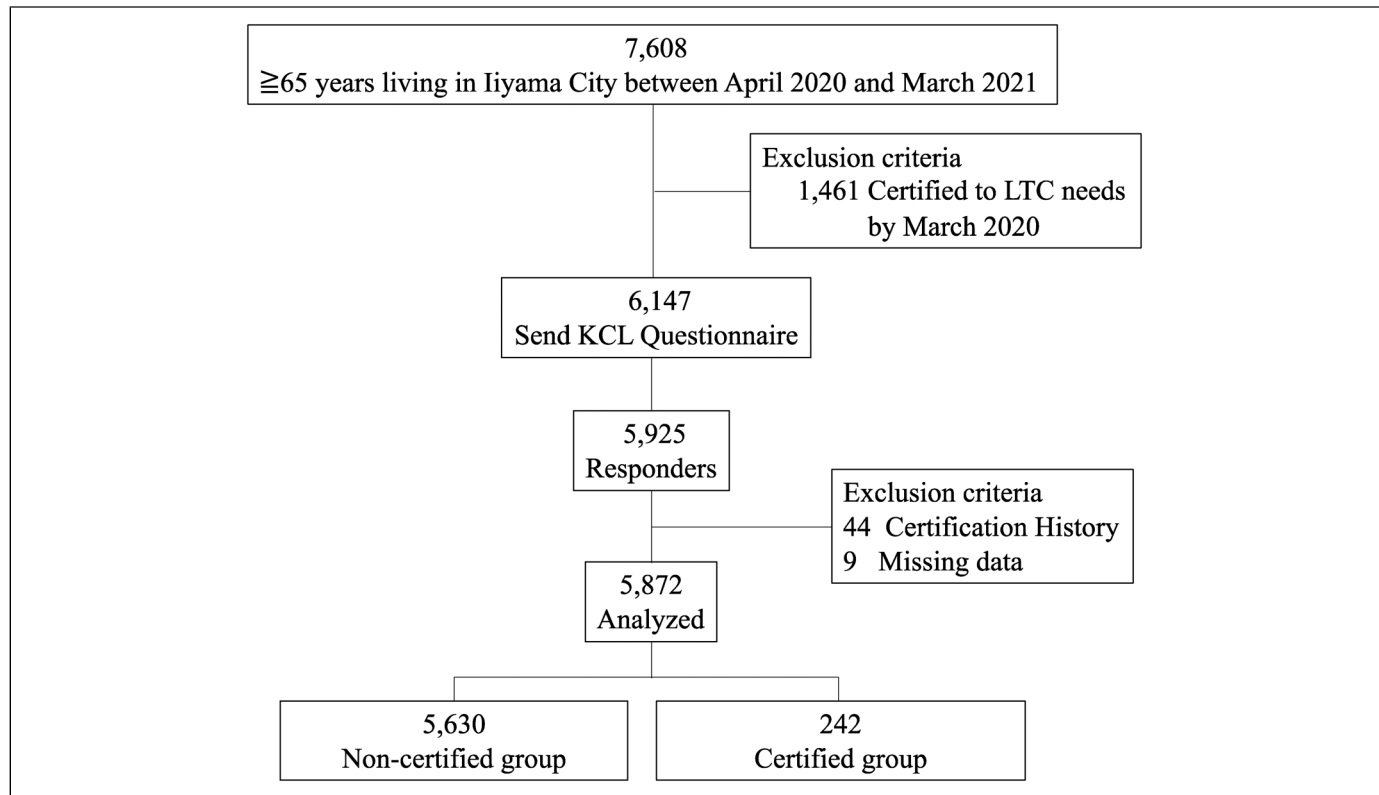 7,608
≧65 years living in Iiyama City between April 2020 and March 2021
Exclusion criteria
1,461 Certified to LTC needs
by March 2020
6,147
Send KCL Questionnaire
5,925
Responders
Exclusion criteria
44 Certification History
9 Missing data
5,872
Analyzed
5,630
Non-certified group
242
Certified group